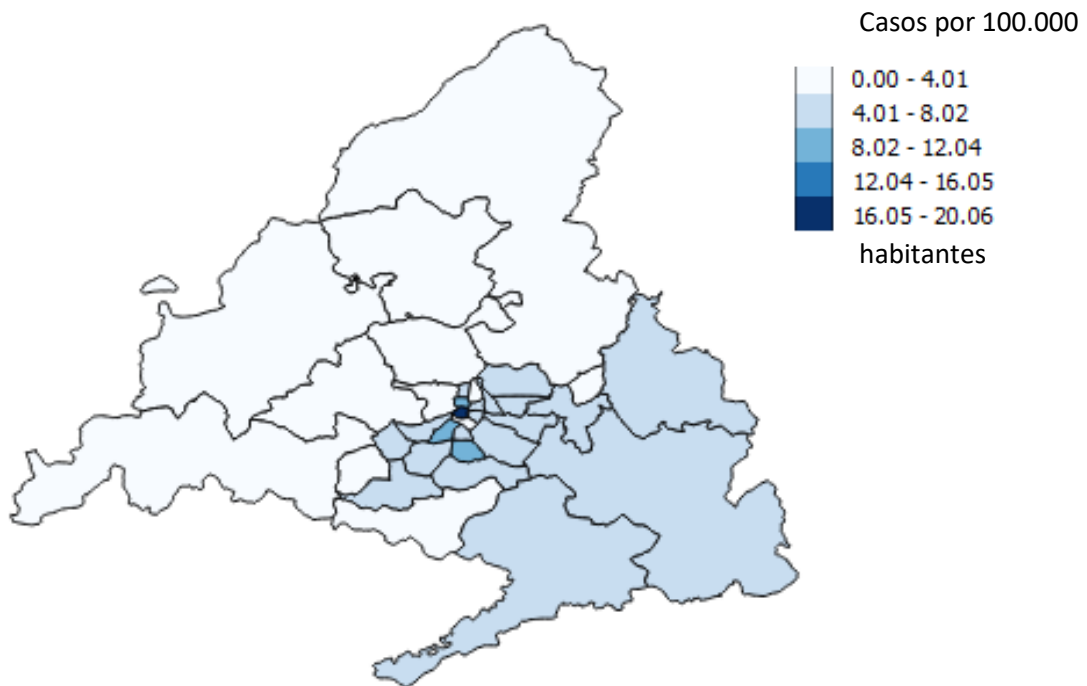 Casos por 100.000
0.00 - 4.01
4.01 - 8.02
8.02 - 12.04
12.04 - 16.05
16.05 - 20.06
habitantes